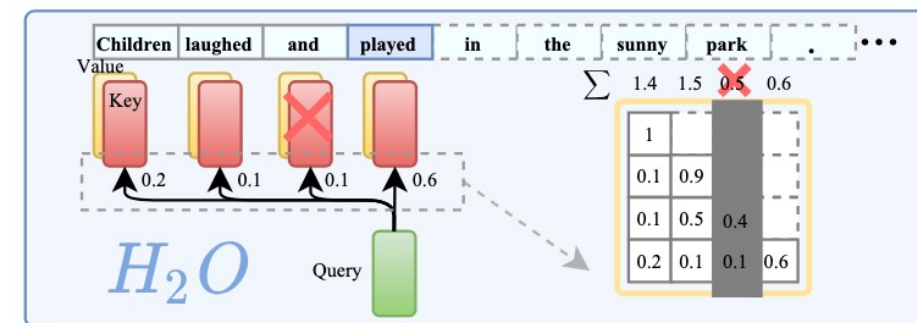 Children laughed and played in the sunny park . •••
Value
Key
∑ 1.4 1.5 0.5 0.6
1
0.1 0.9
0.1 0.5 0.4
0.2 0.1 0.1 0.6
0.2 0.1 0.1 0.6
Query
H₂O